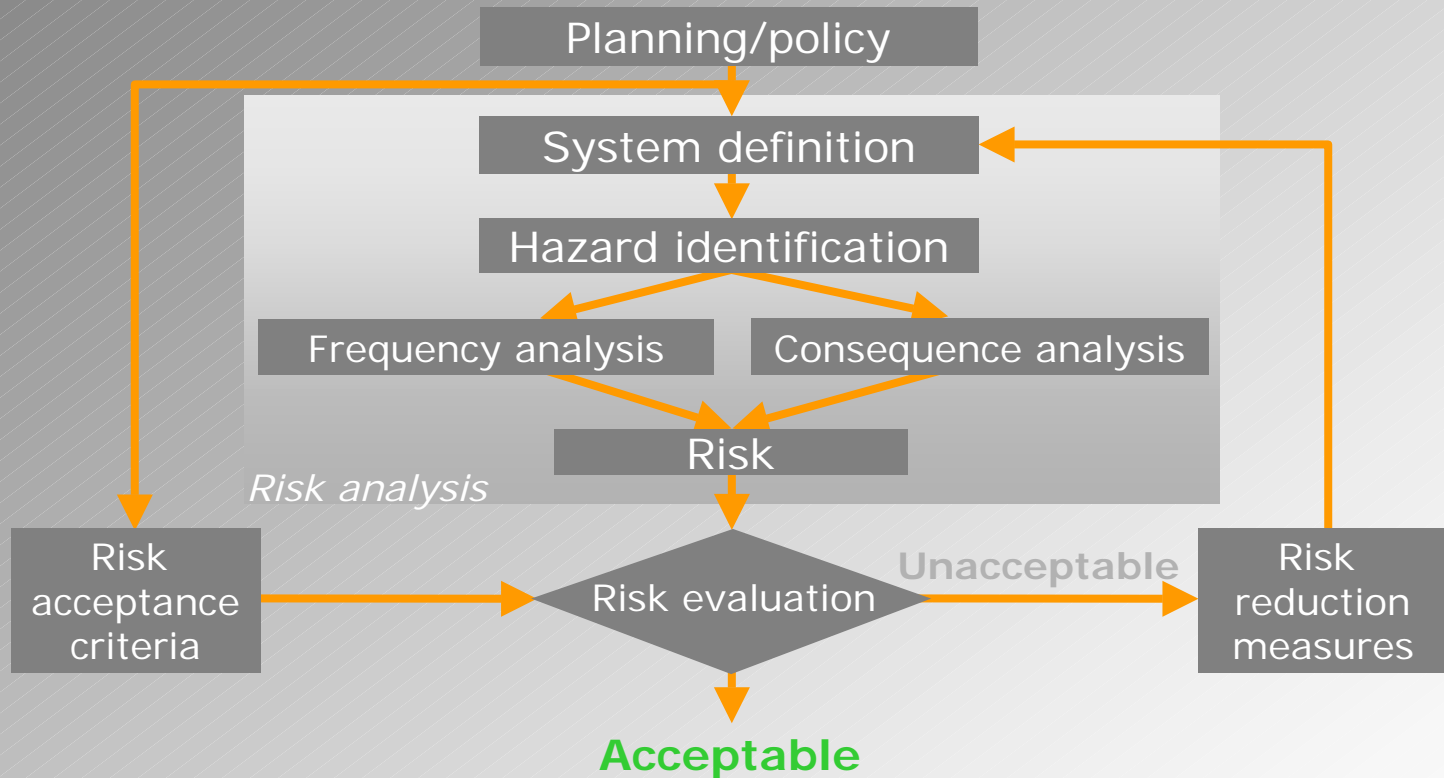 Planning/policy
System definition
Hazard identification
Frequency analysis
Consequence analysis
Risk
Risk analysis
Risk
acceptance
criteria
Risk evaluation
Unacceptable
Risk
reduction
measures
Acceptable